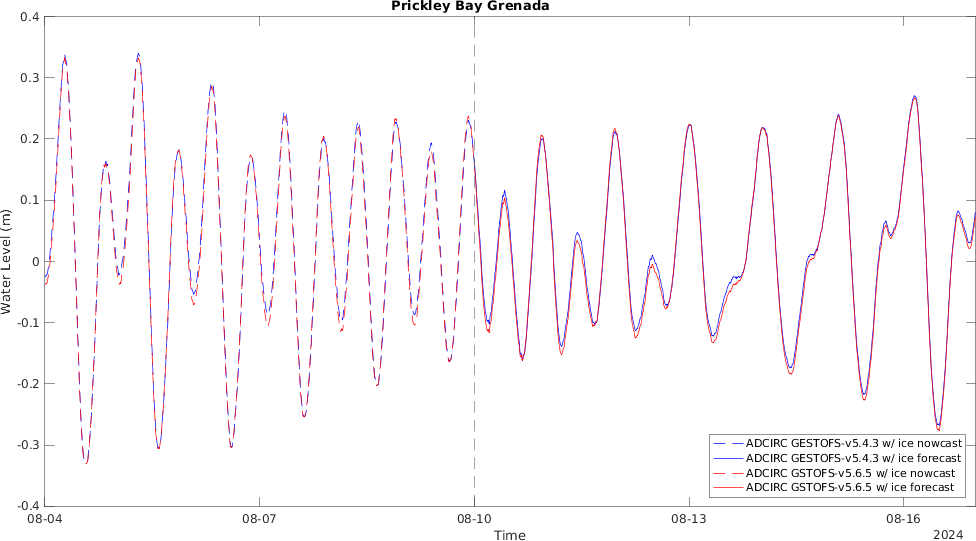 Prickley Bay Grenada
0.4
0.3
0.2
0.1
0
-0.1
-0.2
-0.3
-0.4
Water Level (m)
08-04
08-07
08-10
08-13
08-16
Time
2024
ADCIRC GESTOFS-v5.4.3 w/ ice nowcast
ADCIRC GESTOFS-v5.4.3 w/ ice forecast
ADCIRC GSTOFS-v5.6.5 w/ ice nowcast
ADCIRC GSTOFS-v5.6.5 w/ ice forecast